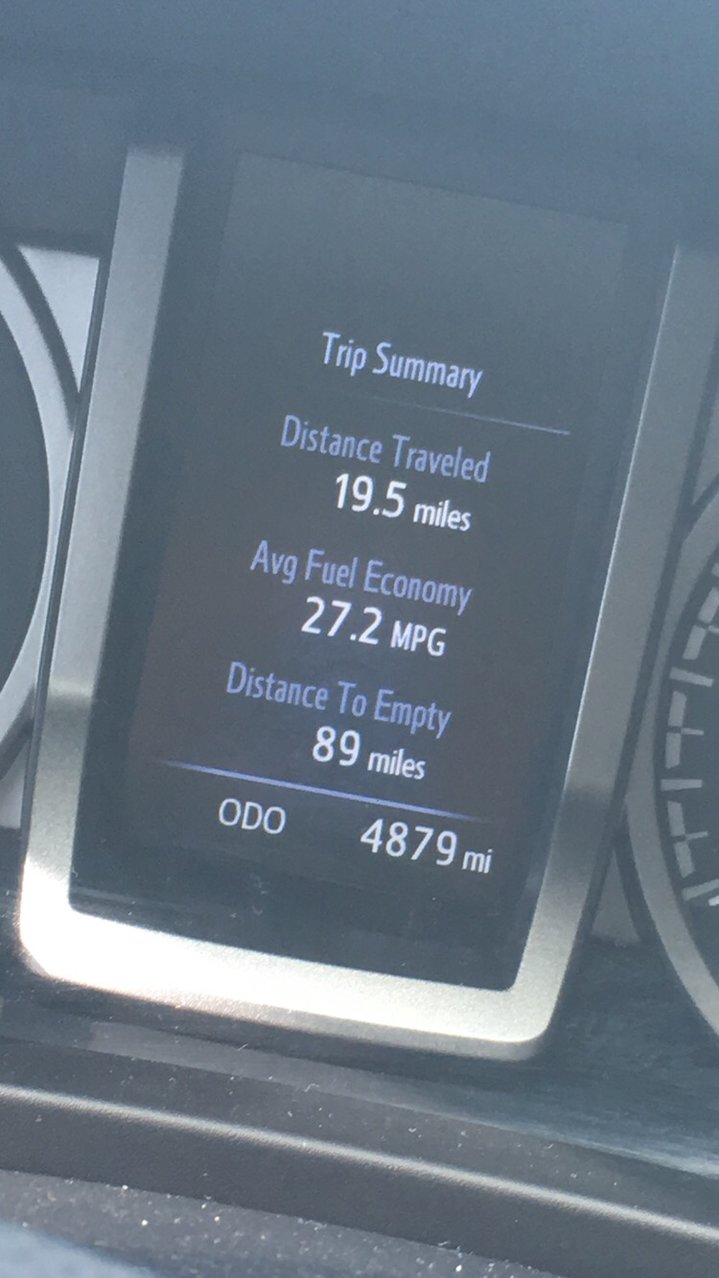 Trip Summary
Distance Traveled
19.5 miles
Avg Fuel Economy
27.2 MPG
Distance To Empty
89 miles
ODO 4879 mi